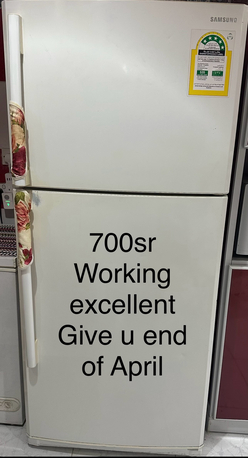 SAMSUNG
700sr
Working
excellent
Give u end
of April